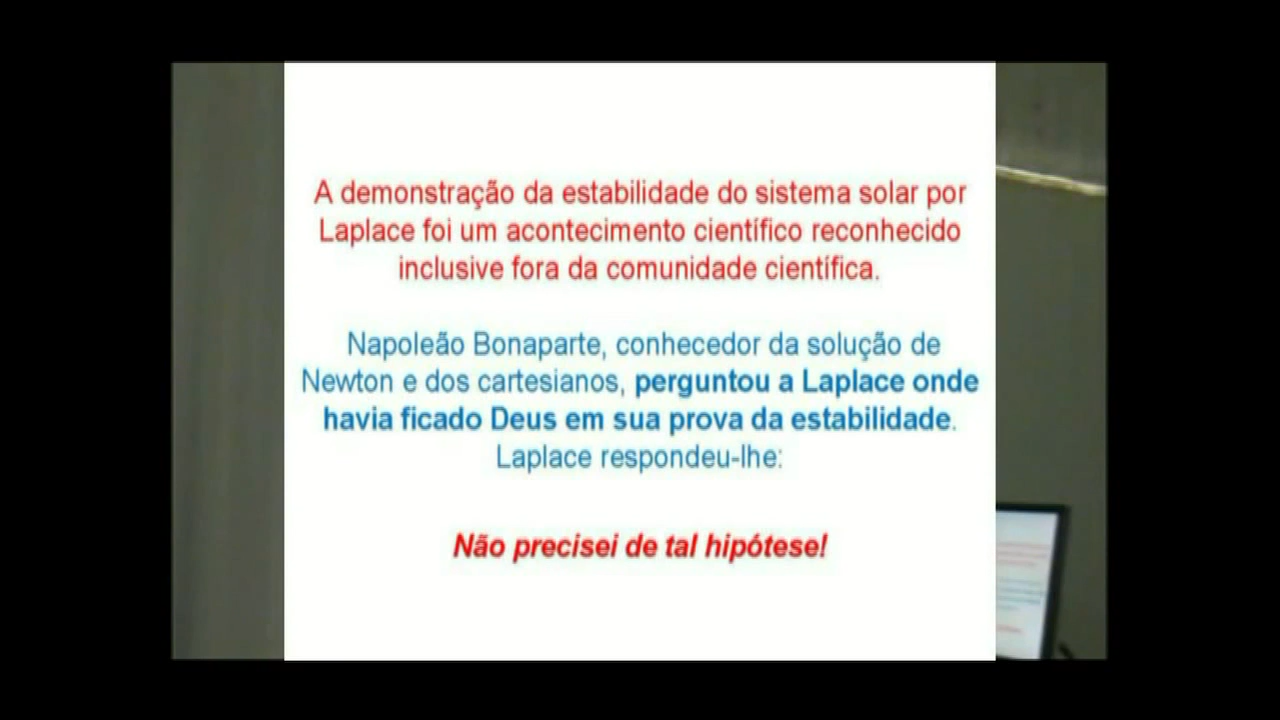 A demonstração da estabilidade do sistema solar por
Laplace foi um acontecimento científico reconhecido
inclusive fora da comunidade científica.
Napoleão Bonaparte, conhecedor da solução de
Newton e dos cartesianos, perguntou a Laplace onde
havia ficado Deus em sua prova da estabilidade.
Laplace respondeu-lhe:
Não precisei de tal hipótese!